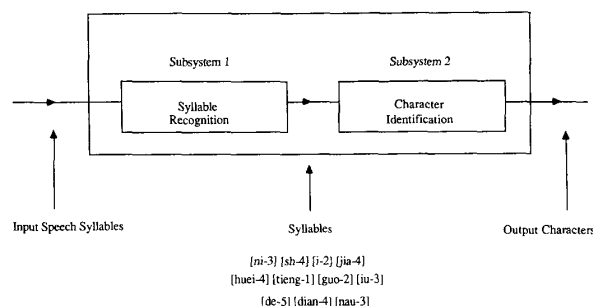 Subsystem 1
Subsystem 2
Syllable
Recognition
Character
Identification
Input Speech Syllables
Syllables
Output Characters
[ni-3] [sh-4] [i-2] [jia-4]
[huei-4] [tieng-1] [guo-2] [iu-3]
[de-5] [dian-4] [nau-3]